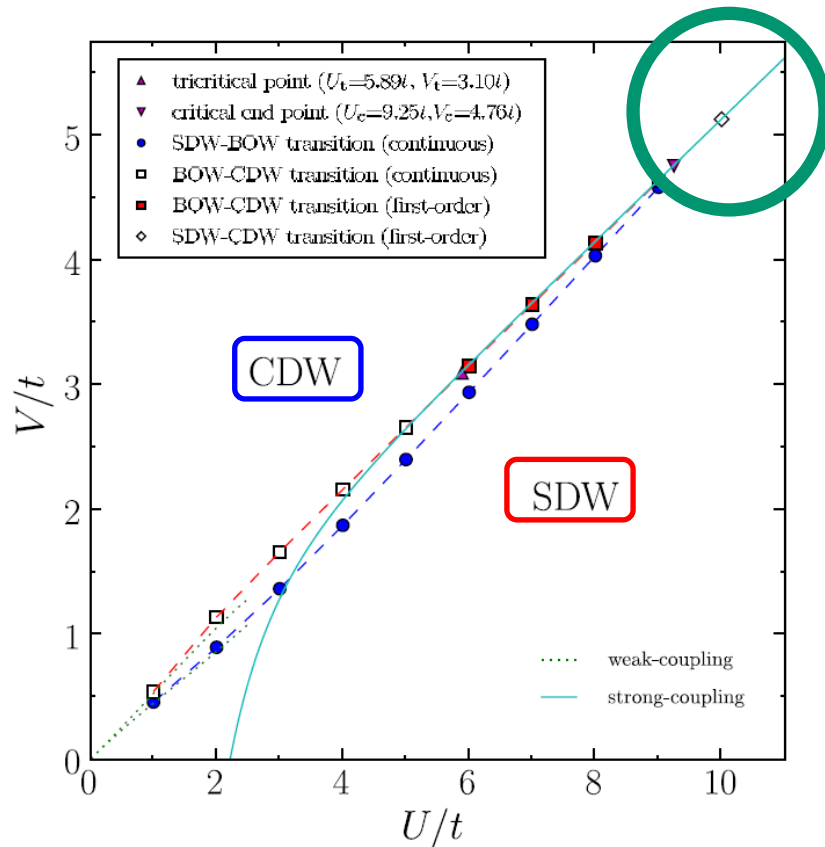 tricritical point (Ut=5.89t, Vt=3.10t)
critical end point (Uc=9.25t,Vc=4.76t)
SDW-BOW transition (continuous)
BOW-CDW transition (continuous)
BOW-CDW transition (first-order)
SDW-CDW transition (first-order)
5
4
CDW
3
V/t
SDW
2
1
weak-coupling
strong-coupling
0
0 2 4 6 8 10
U/t